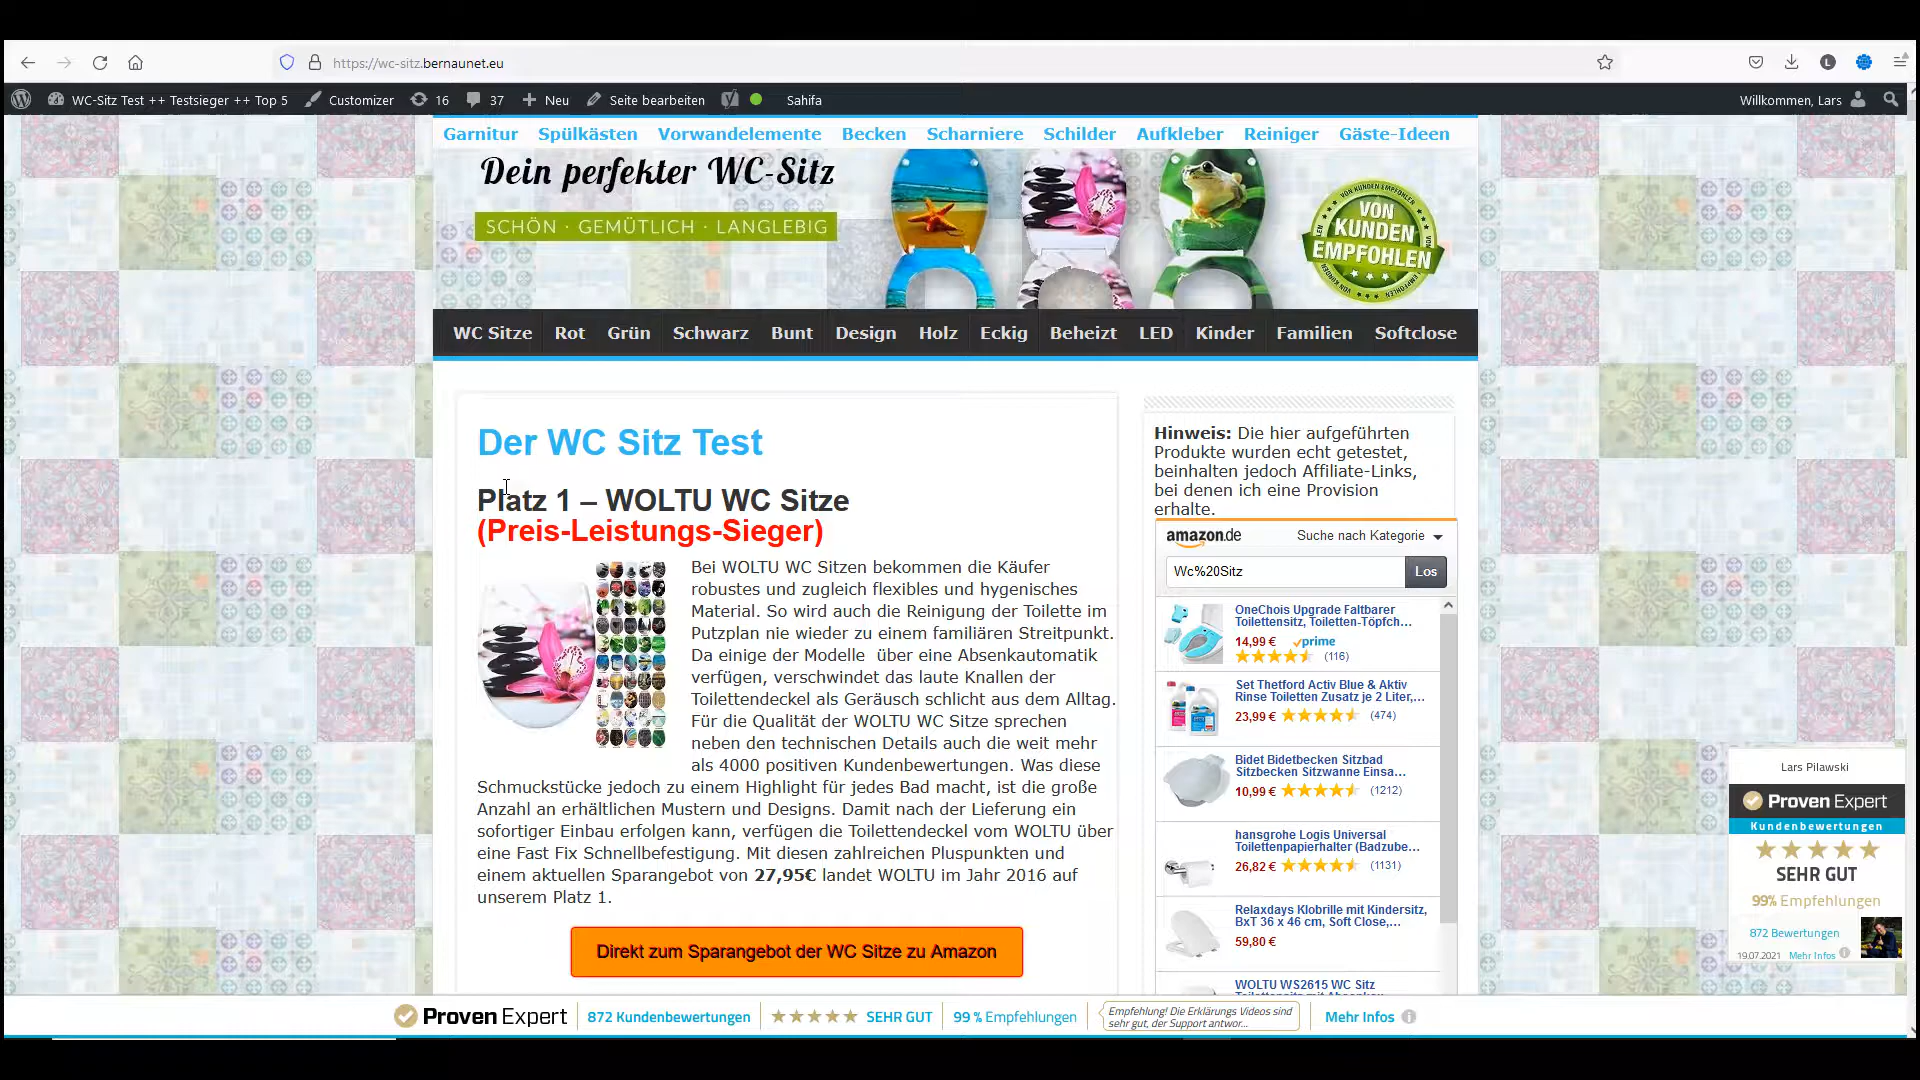 https://wc-sitz.bernaunet.eu
WC-Sitz Test ++ Testsieger ++ Top 5 Customizer 16 37 Neu Seite bearbeiten Sahifa Willkommen, Lars
Garnitur Spülkästen Vorwandelemente Becken Scharniere Schilder Aufkleber Reiniger Gäste-Ideen
Dein perfekter WC-Sitz
SCHÖN · GEMÜTLICH · LANGLEBIG
VON KUNDEN EMPFOHLEN
VON
KUNDEN
EMPFOHLEN
WC Sitze Rot Grün Schwarz Bunt Design Holz Eckig Beheizt LED Kinder Familien Softclose
Der WC Sitz Test
Platz 1 – WOLTU WC Sitze
(Preis-Leistungs-Sieger)
Bei WOLTU WC Sitzen bekommen die Käufer
robustes und zugleich flexibles und hygenisches
Material. So wird auch die Reinigung der Toilette im
Putzplan nie wieder zu einem familiären Streitpunkt.
Da einige der Modelle über eine Absenkautomatik
verfügen, verschwindet das laute Knallen der
Toilettendeckel als Geräusch schlicht aus dem Alltag.
Für die Qualität der WOLTU WC Sitze sprechen
neben den technischen Details auch die weit mehr
als 4000 positiven Kundenbewertungen. Was diese
Schmuckstücke jedoch zu einem Highlight für jedes Bad macht, ist die große
Anzahl an erhältlichen Mustern und Designs. Damit nach der Lieferung ein
sofortiger Einbau erfolgen kann, verfügen die Toilettendeckel vom WOLTU über
eine Fast Fix Schnellbefestigung. Mit diesen zahlreichen Pluspunkten und
einem aktuellen Sparangebot von 27,95€ landet WOLTU im Jahr 2016 auf
unserem Platz 1.
Direkt zum Sparangebot der WC Sitze zu Amazon
Hinweis: Die hier aufgeführten
Produkte wurden echt getestet,
beinhalten jedoch Affiliate-Links,
bei denen ich eine Provision
erhalte.
amazon.de Suche nach Kategorie
Wc%20Sitz Los
OneChois Upgrade Faltbarer
Toilettensitz, Toiletten-Töpfch...
14,99 € prime
(116)
Set Thetford Activ Blue & Aktiv
Rinse Toiletten Zusatz je 2 Liter,...
23,99 € (474)
Bidet Bidetbecken Sitzbad
Sitzbecken Sitzwanne Einsa...
10,99 € (1212)
hansgrohe Logis Universal
Toilettenpapierhalter (Badzube...
26,82 € (1131)
Relaxdays Klobrille mit Kindersitz,
BxT 36 x 46 cm, Soft Close,...
59,80 €
WOLTU WS2615 WC Sitz
Lars Pilawski
Proven Expert
Kundenbewertungen
SEHR GUT
99% Empfehlungen
872 Bewertungen
19.07.2021 Mehr Infos
Proven Expert 872 Kundenbewertungen SEHR GUT 99 % Empfehlungen
Empfehlung! Die Erklärungs Videos sind
sehr gut, der Support antwor...
Mehr Infos